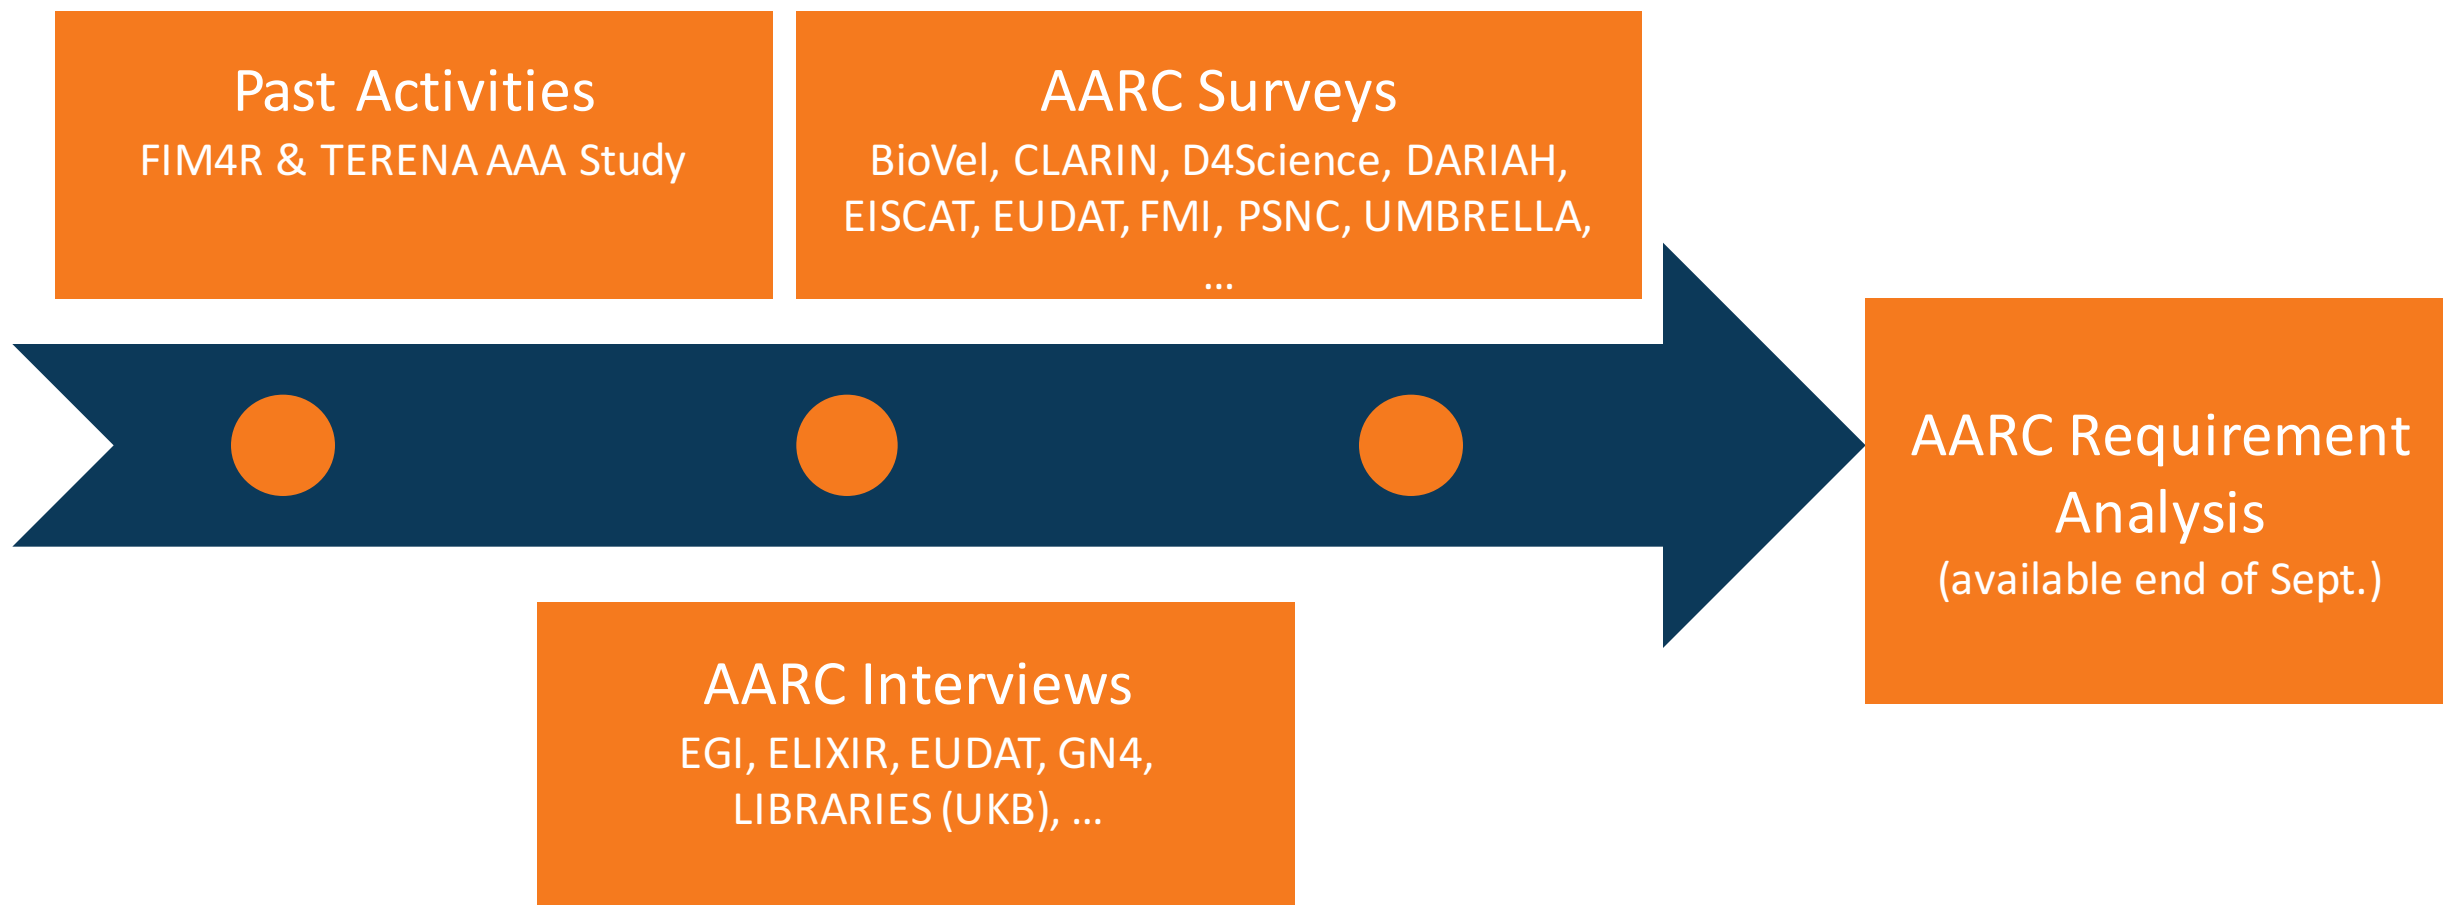 Past Activities
FIM4R & TERENA AAA Study
AARC Surveys
BioVel, CLARIN, D4Science, DARIAH,
EISCAT, EUDAT, FMI, PSNC, UMBRELLA,
...
AARC Interviews
EGI, ELIXIR, EUDAT, GN4,
LIBRARIES (UKB), ...
AARC Requirement
Analysis
(available end of Sept.)